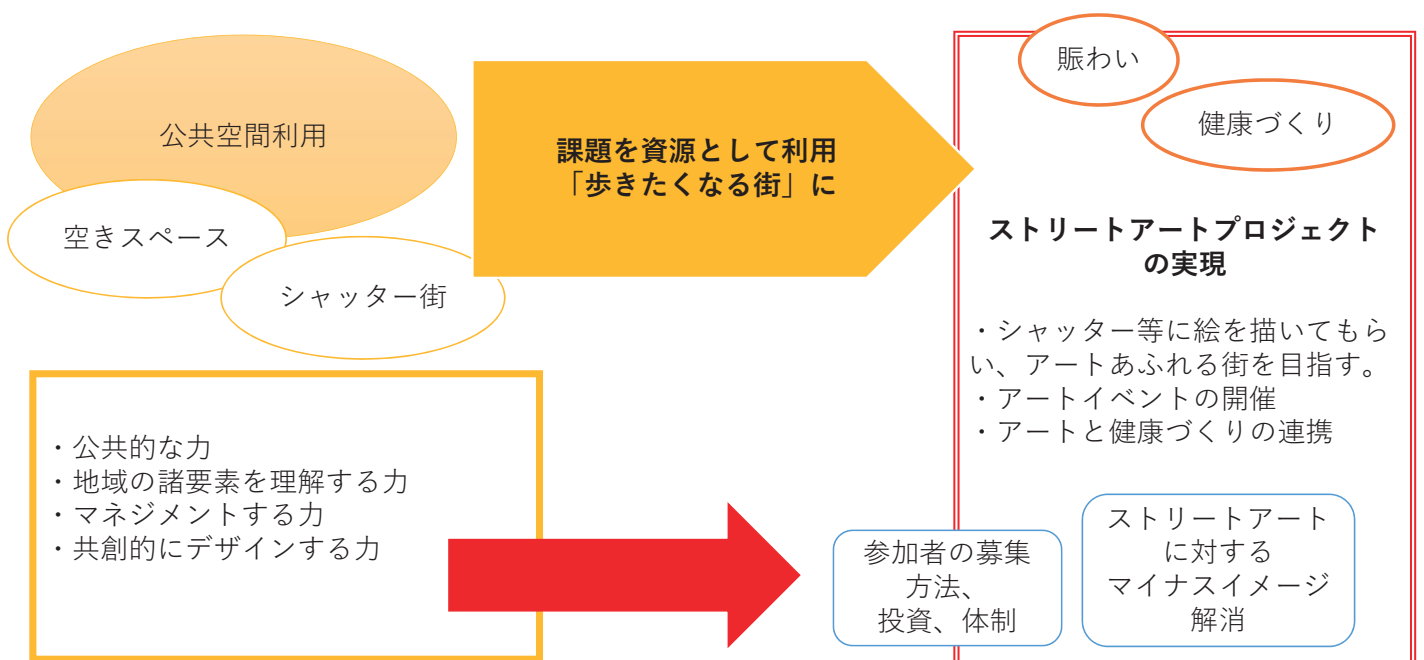 公共空間利用
空きスペース
シャッター街
課題を資源として利用
「歩きたくなる街」に
賑わい
健康づくり
ストリートアートプロジェクト
の実現
・シャッター等に絵を描いてもら
い、アートあふれる街を目指す。
・アートイベントの開催
・アートと健康づくりの連携
・公共的な力
・地域の諸要素を理解する力
・マネジメントする力
・共創的にデザインする力
参加者の募集
方法、
投資、体制
ストリートアート
に対する
マイナスイメージ
解消